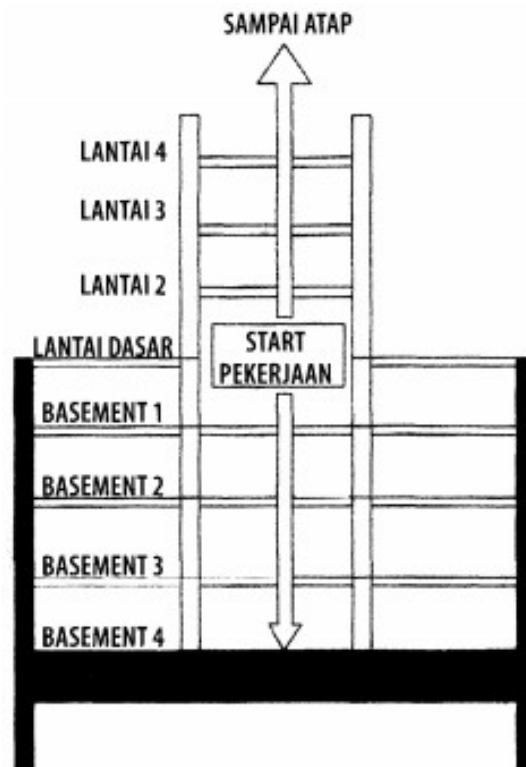 SAMPAI ATAP
LANTAI 4
LANTAI 3
LANTAI 2
LANTAI DASAR
START
PEKERJAAN
BASEMENT 1
BASEMENT 2
BASEMENT 3
BASEMENT 4